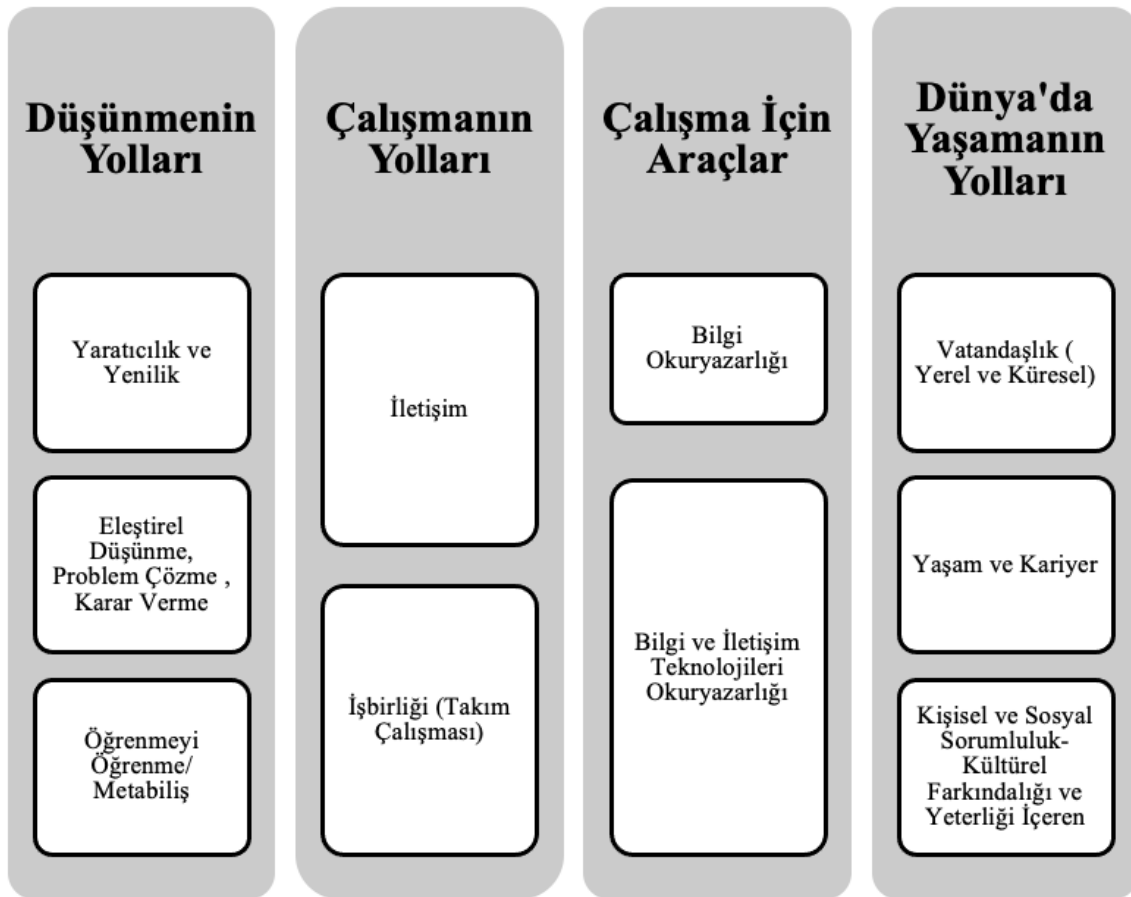 Düşünmenin
Yolları
Yaratıcılık ve
Yenilik
Eleştirel
Düşünme,
Problem Çözme ,
Karar Verme
Öğrenmeyi
Öğrenme/
Metabiliş
Çalışmanın
Yolları
İletişim
İşbirliği (Takım
Çalışması)
Çalışma İçin
Araçlar
Bilgi
Okuryazarlığı
Bilgi ve İletişim
Teknolojileri
Okuryazarlığı
Dünya'da
Yaşamanın
Yolları
Vatandaşlık (
Yerel ve Küresel)
Yaşam ve Kariyer
Kişisel ve Sosyal
Sorumluluk-
Kültürel
Farkındalığı ve
Yeterliği İçeren